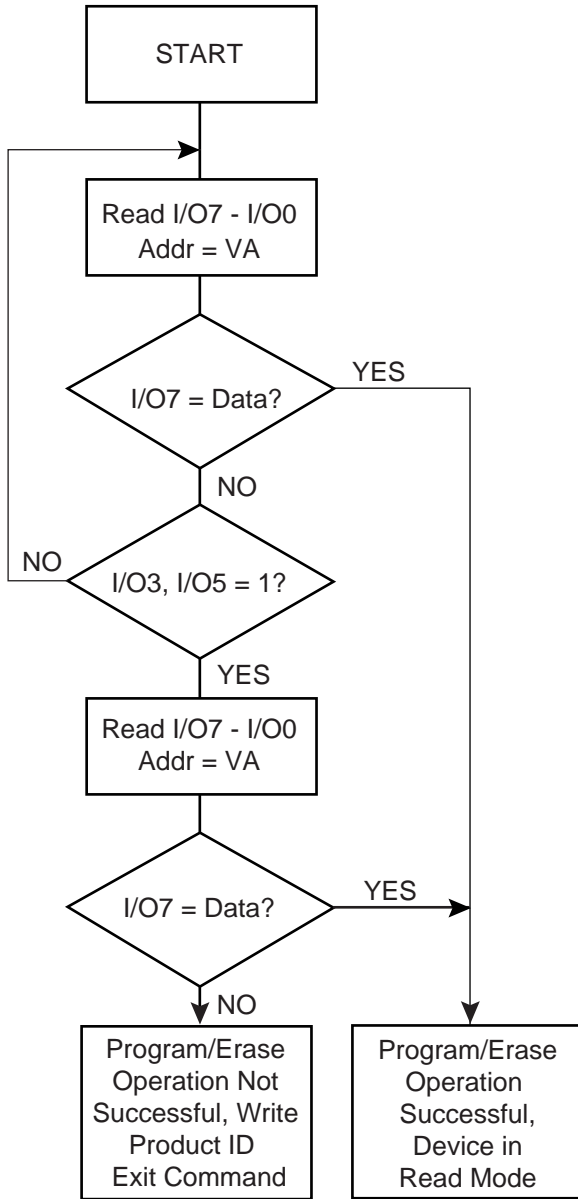 START
Read I/O7 - I/O0
Addr = VA
I/O7 = Data?
YES
NO
NO
I/O3, I/O5 = 1?
YES
Read I/O7 - I/O0
Addr = VA
I/O7 = Data?
YES
NO
Program/Erase
Operation Not
Successful, Write
Product ID
Exit Command
Program/Erase
Operation
Successful,
Device in
Read Mode